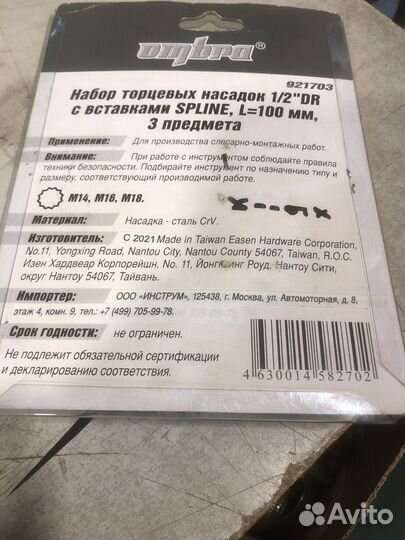 ombra®
921703
Набор торцевых насадок 1/2"DR
с вставками SPLINE, L=100 мм,
3 предмета
Применение: Для производства слесарно-монтажных работ.
Внимание: При работе с инструментом соблюдайте правила
техники безопасности. Подбирайте инструмент по назначению типу и
размеру, соответствующий производимой работе.
M14, M16, M18.
Материал: Насадка - сталь CrV.
Изготовитель: © 2021 Made in Taiwan Easen Hardware Corporation,
No.11, Yongxing Road, Nantou City, Nantou County 54067, Taiwan, R.O.C.
Изен Хардвеар Корпорейшн, No. 11, Йонгксинг Роуд, Нантоу Сити,
округ Нантоу 54067, Тайвань.
Импортер: ООО «ИНСТРУМ», 125438, г. Москва, ул. Автомоторная, д. 8,
этаж 4, комн. 9, тел.: +7 (499) 705-99-78.
Срок годности: не ограничен.
Не подлежит обязательной сертификации
и декларированию соответствия.
4 630014 582702
Avito